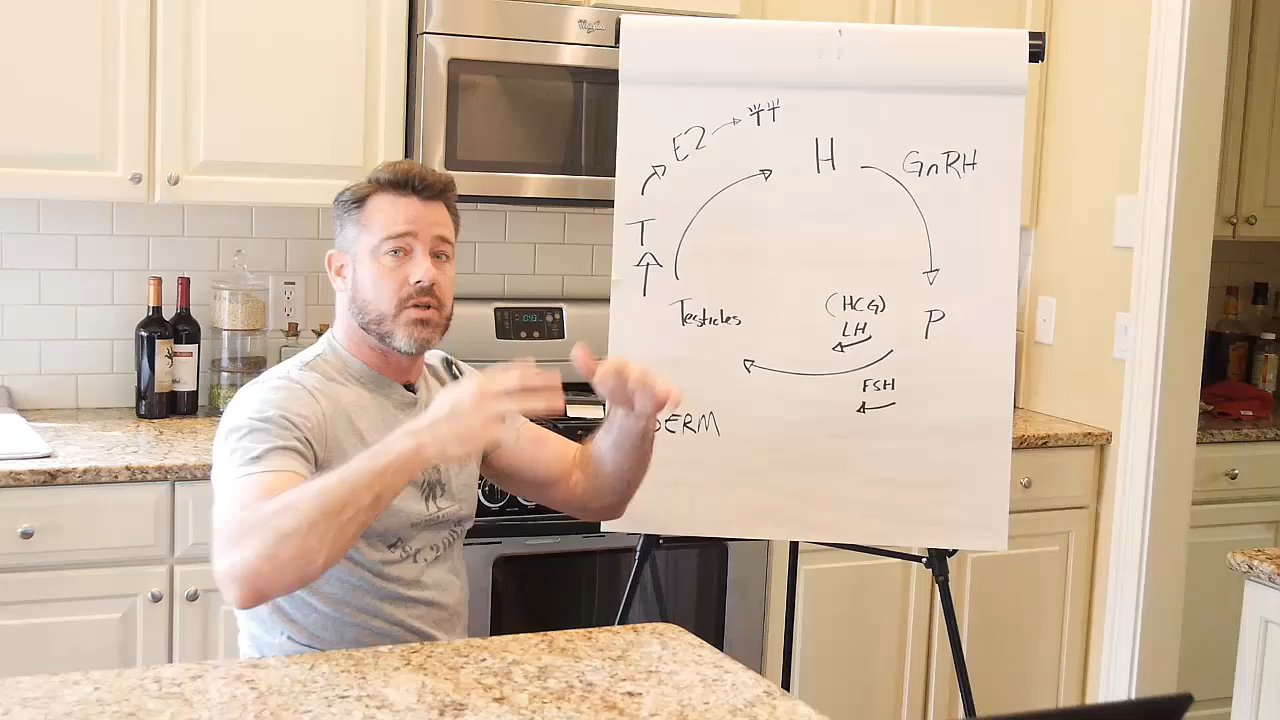 E2
H
GnRH
T
Testicles
(HCG)
LH
P
FSH
ERM